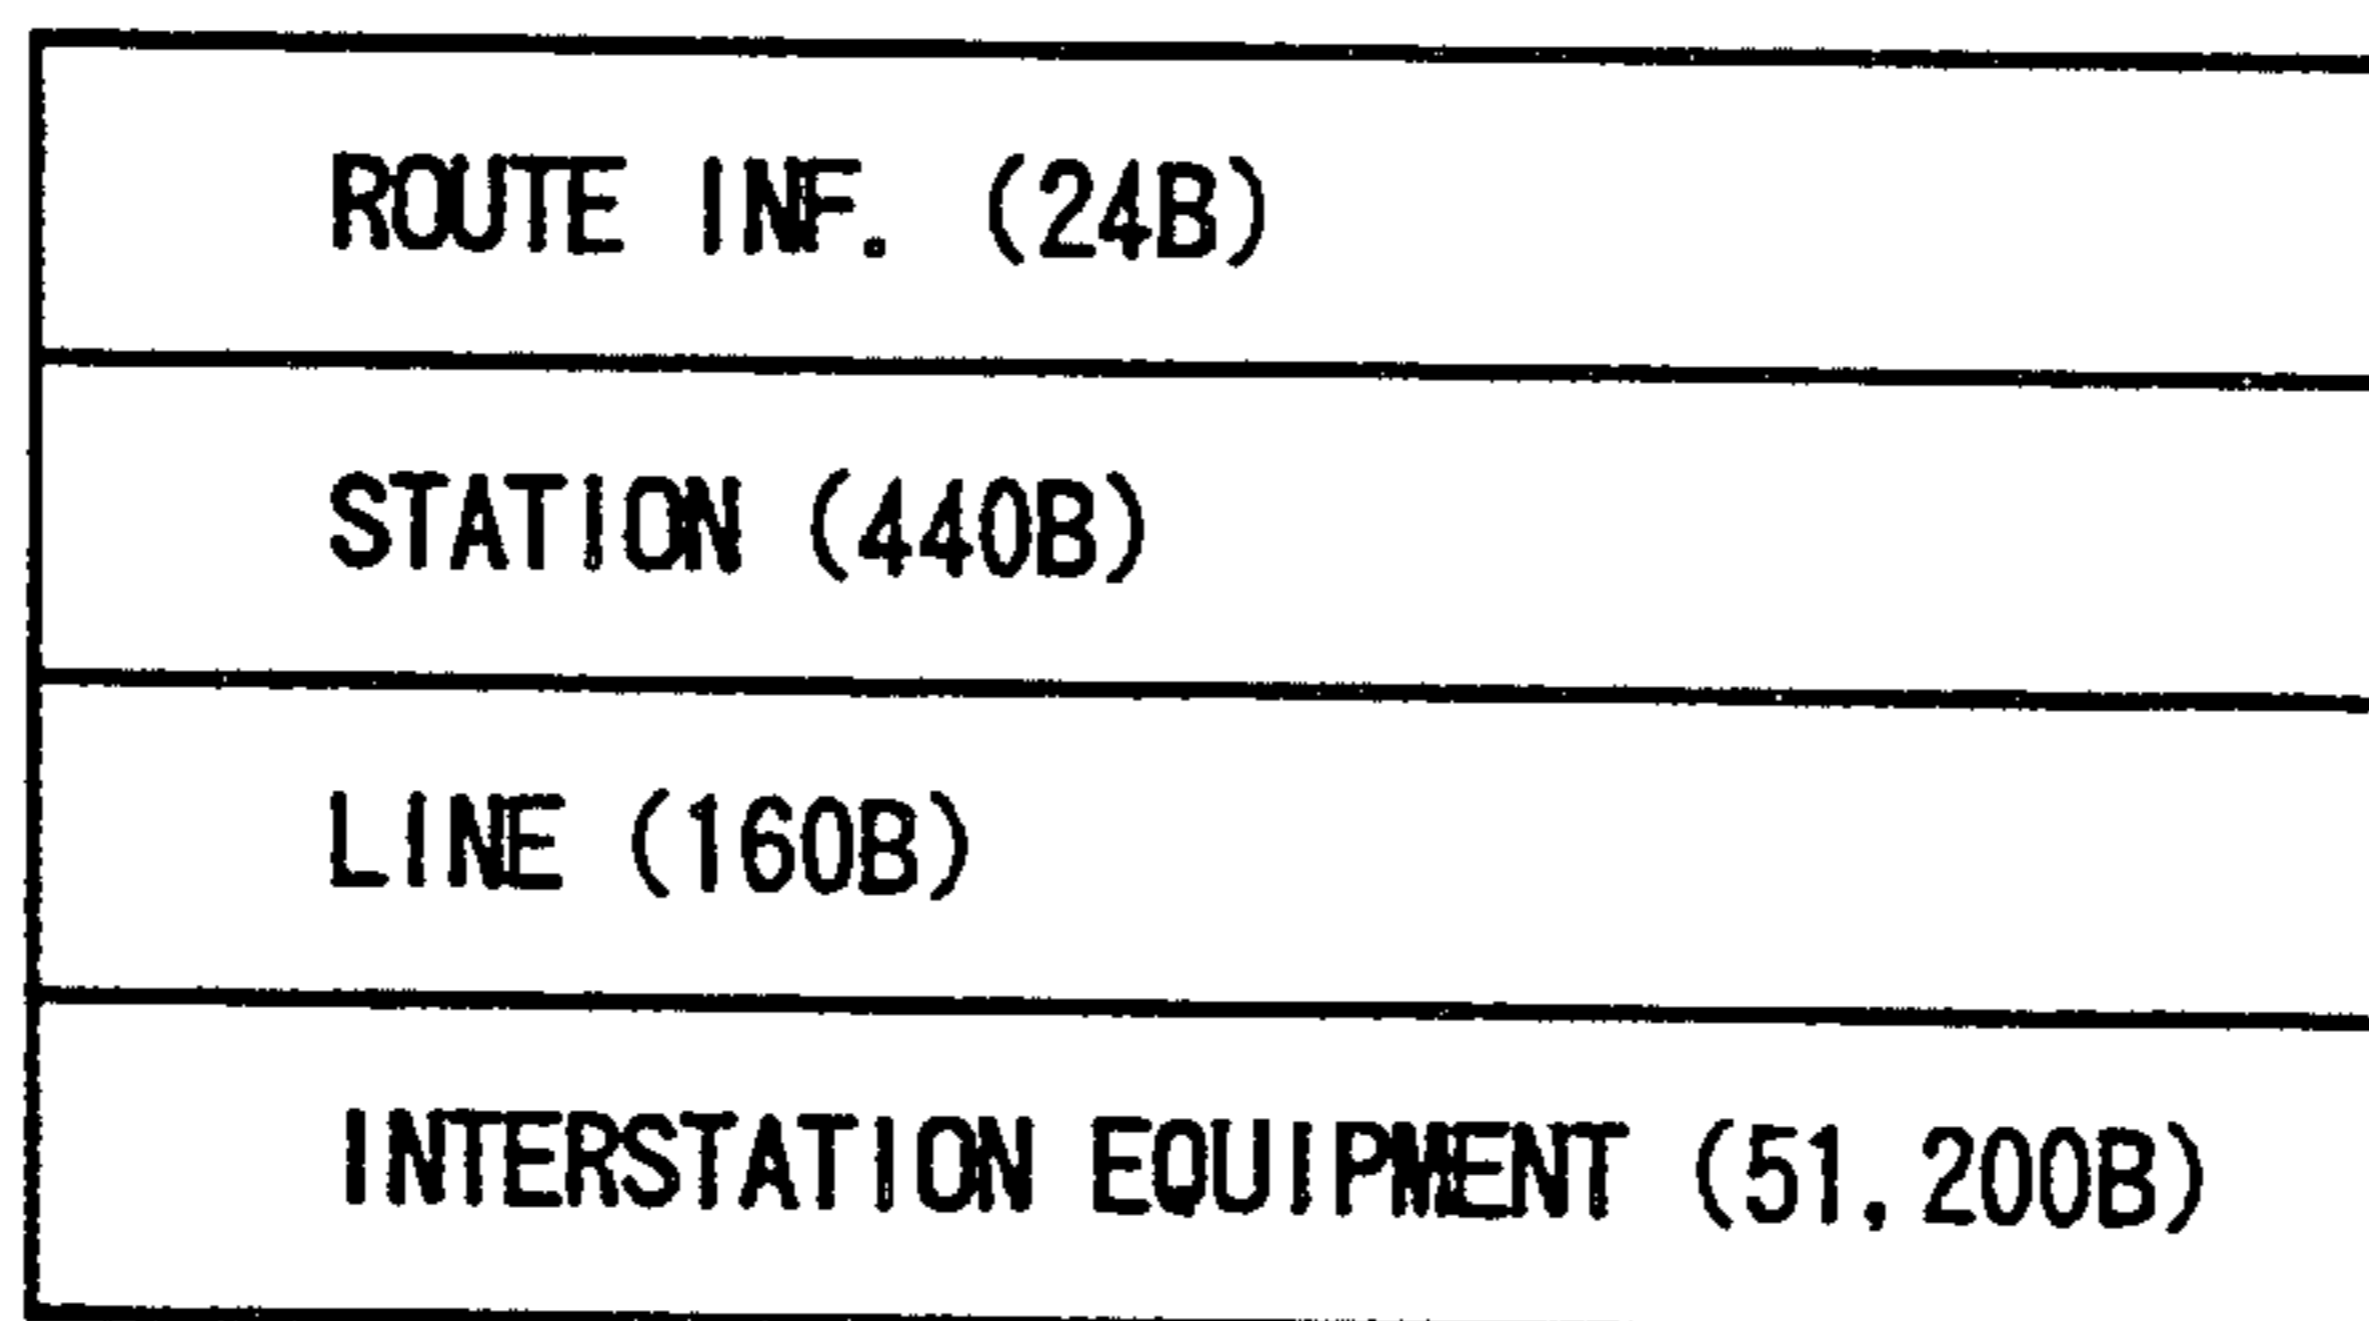 ROUTE INF. (24B)
STATION (440B)
LINE (160B)
INTERSTATION EQUIPMENT (51,200B)